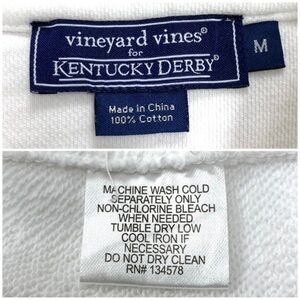 vineyard vines®
for
KENTUCKY DERBY®
M
Made in China
100% Cotton
MACHINE WASH COLD
SEPARATELY ONLY
NON-CHLORINE BLEACH
WHEN NEEDED
TUMBLE DRY LOW
COOL IRON IF
NECESSARY
DO NOT DRY CLEAN
RN# 134578